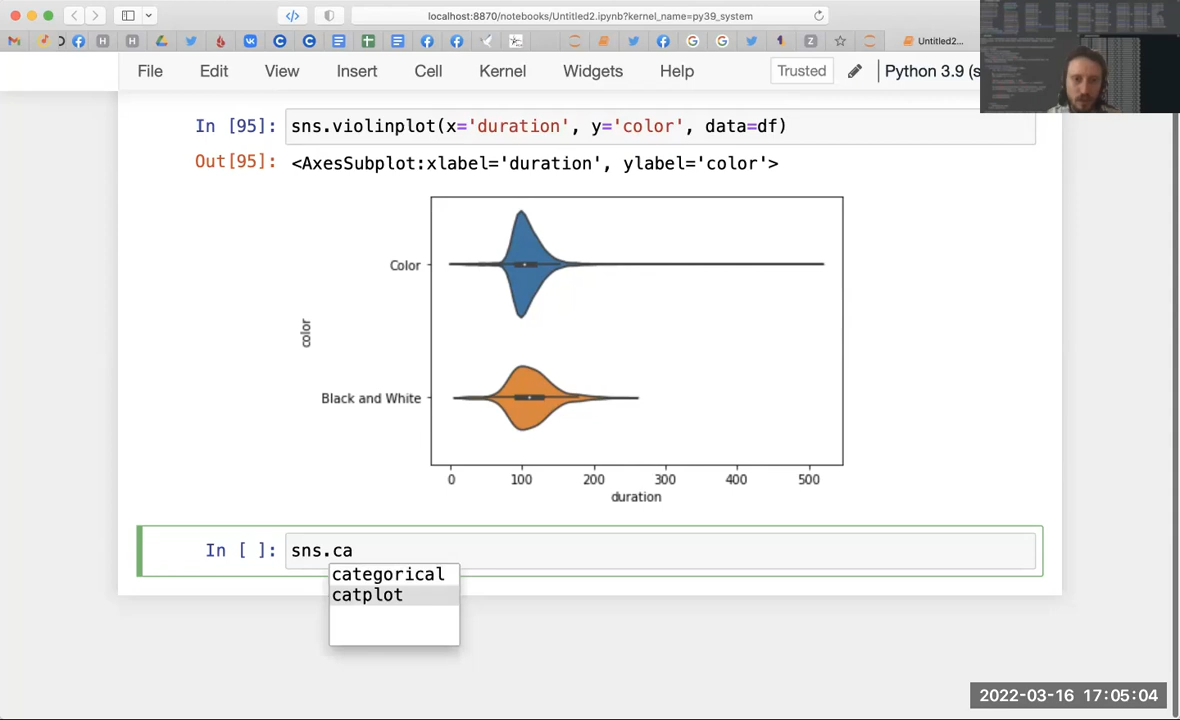 localhost:8870/notebooks/Untitled2.ipynb?kernel_name=py39_system
Untitled2...
File Edit View Insert Cell Kernel Widgets Help Trusted Python 3.9 (s
In [95]: sns.violinplot(x='duration', y='color', data=df)
Out[95]: <AxesSubplot:xlabel='duration', ylabel='color'>
Color
color
Black and White
0 100 200 300 400 500
duration
In [ ]: sns.ca
categorical
catplot
2022-03-16 17:05:04